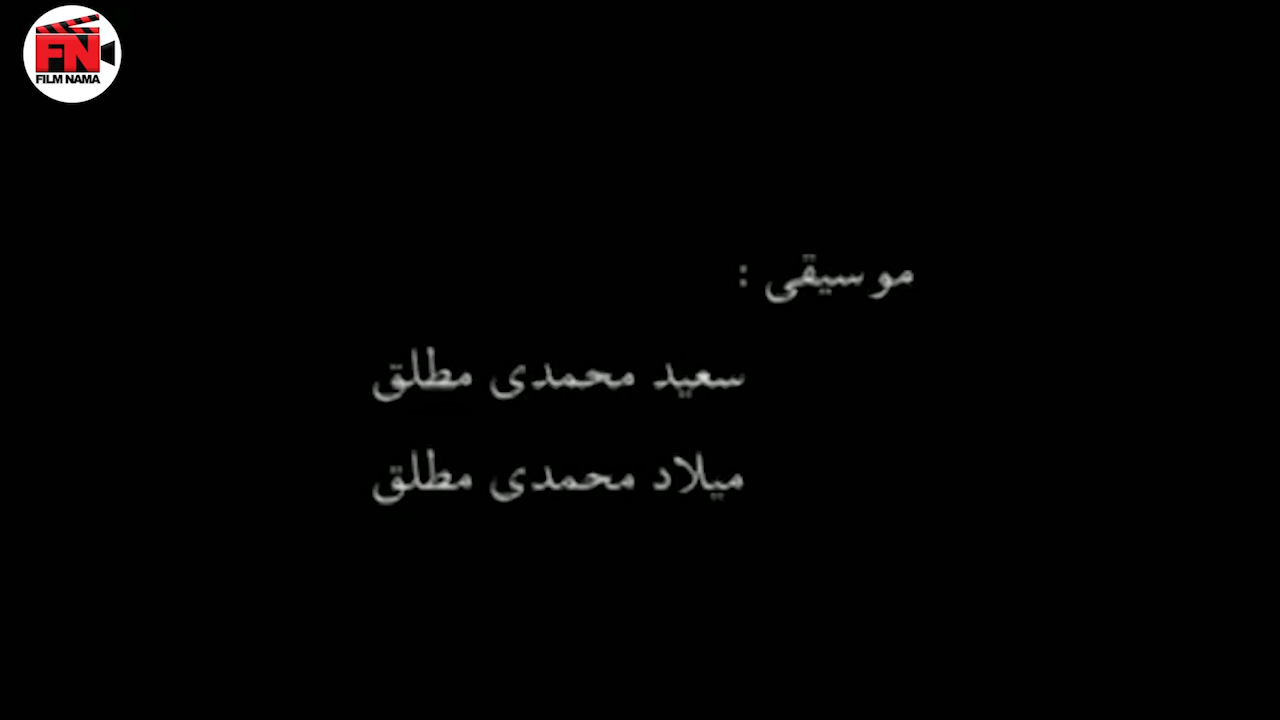 FN
FILM NAMA
موسیقی :
سعید محمدی مطلق
میلاد محمدی مطلق